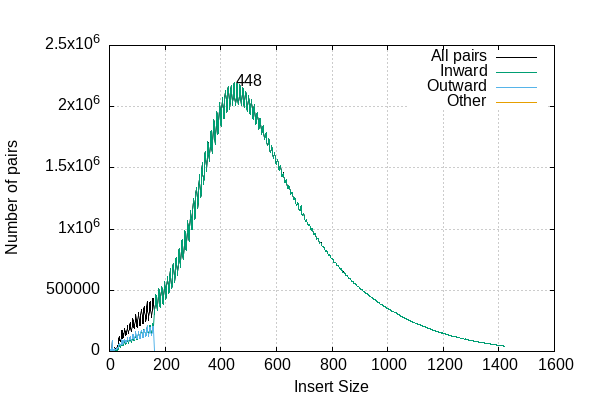 2.5x10⁶
2x10⁶
1.5x10⁶
1x10⁶
500000
0
Number of pairs
448
All pairs
Inward
Outward
Other
0 200 400 600 800 1000 1200 1400 1600
Insert Size